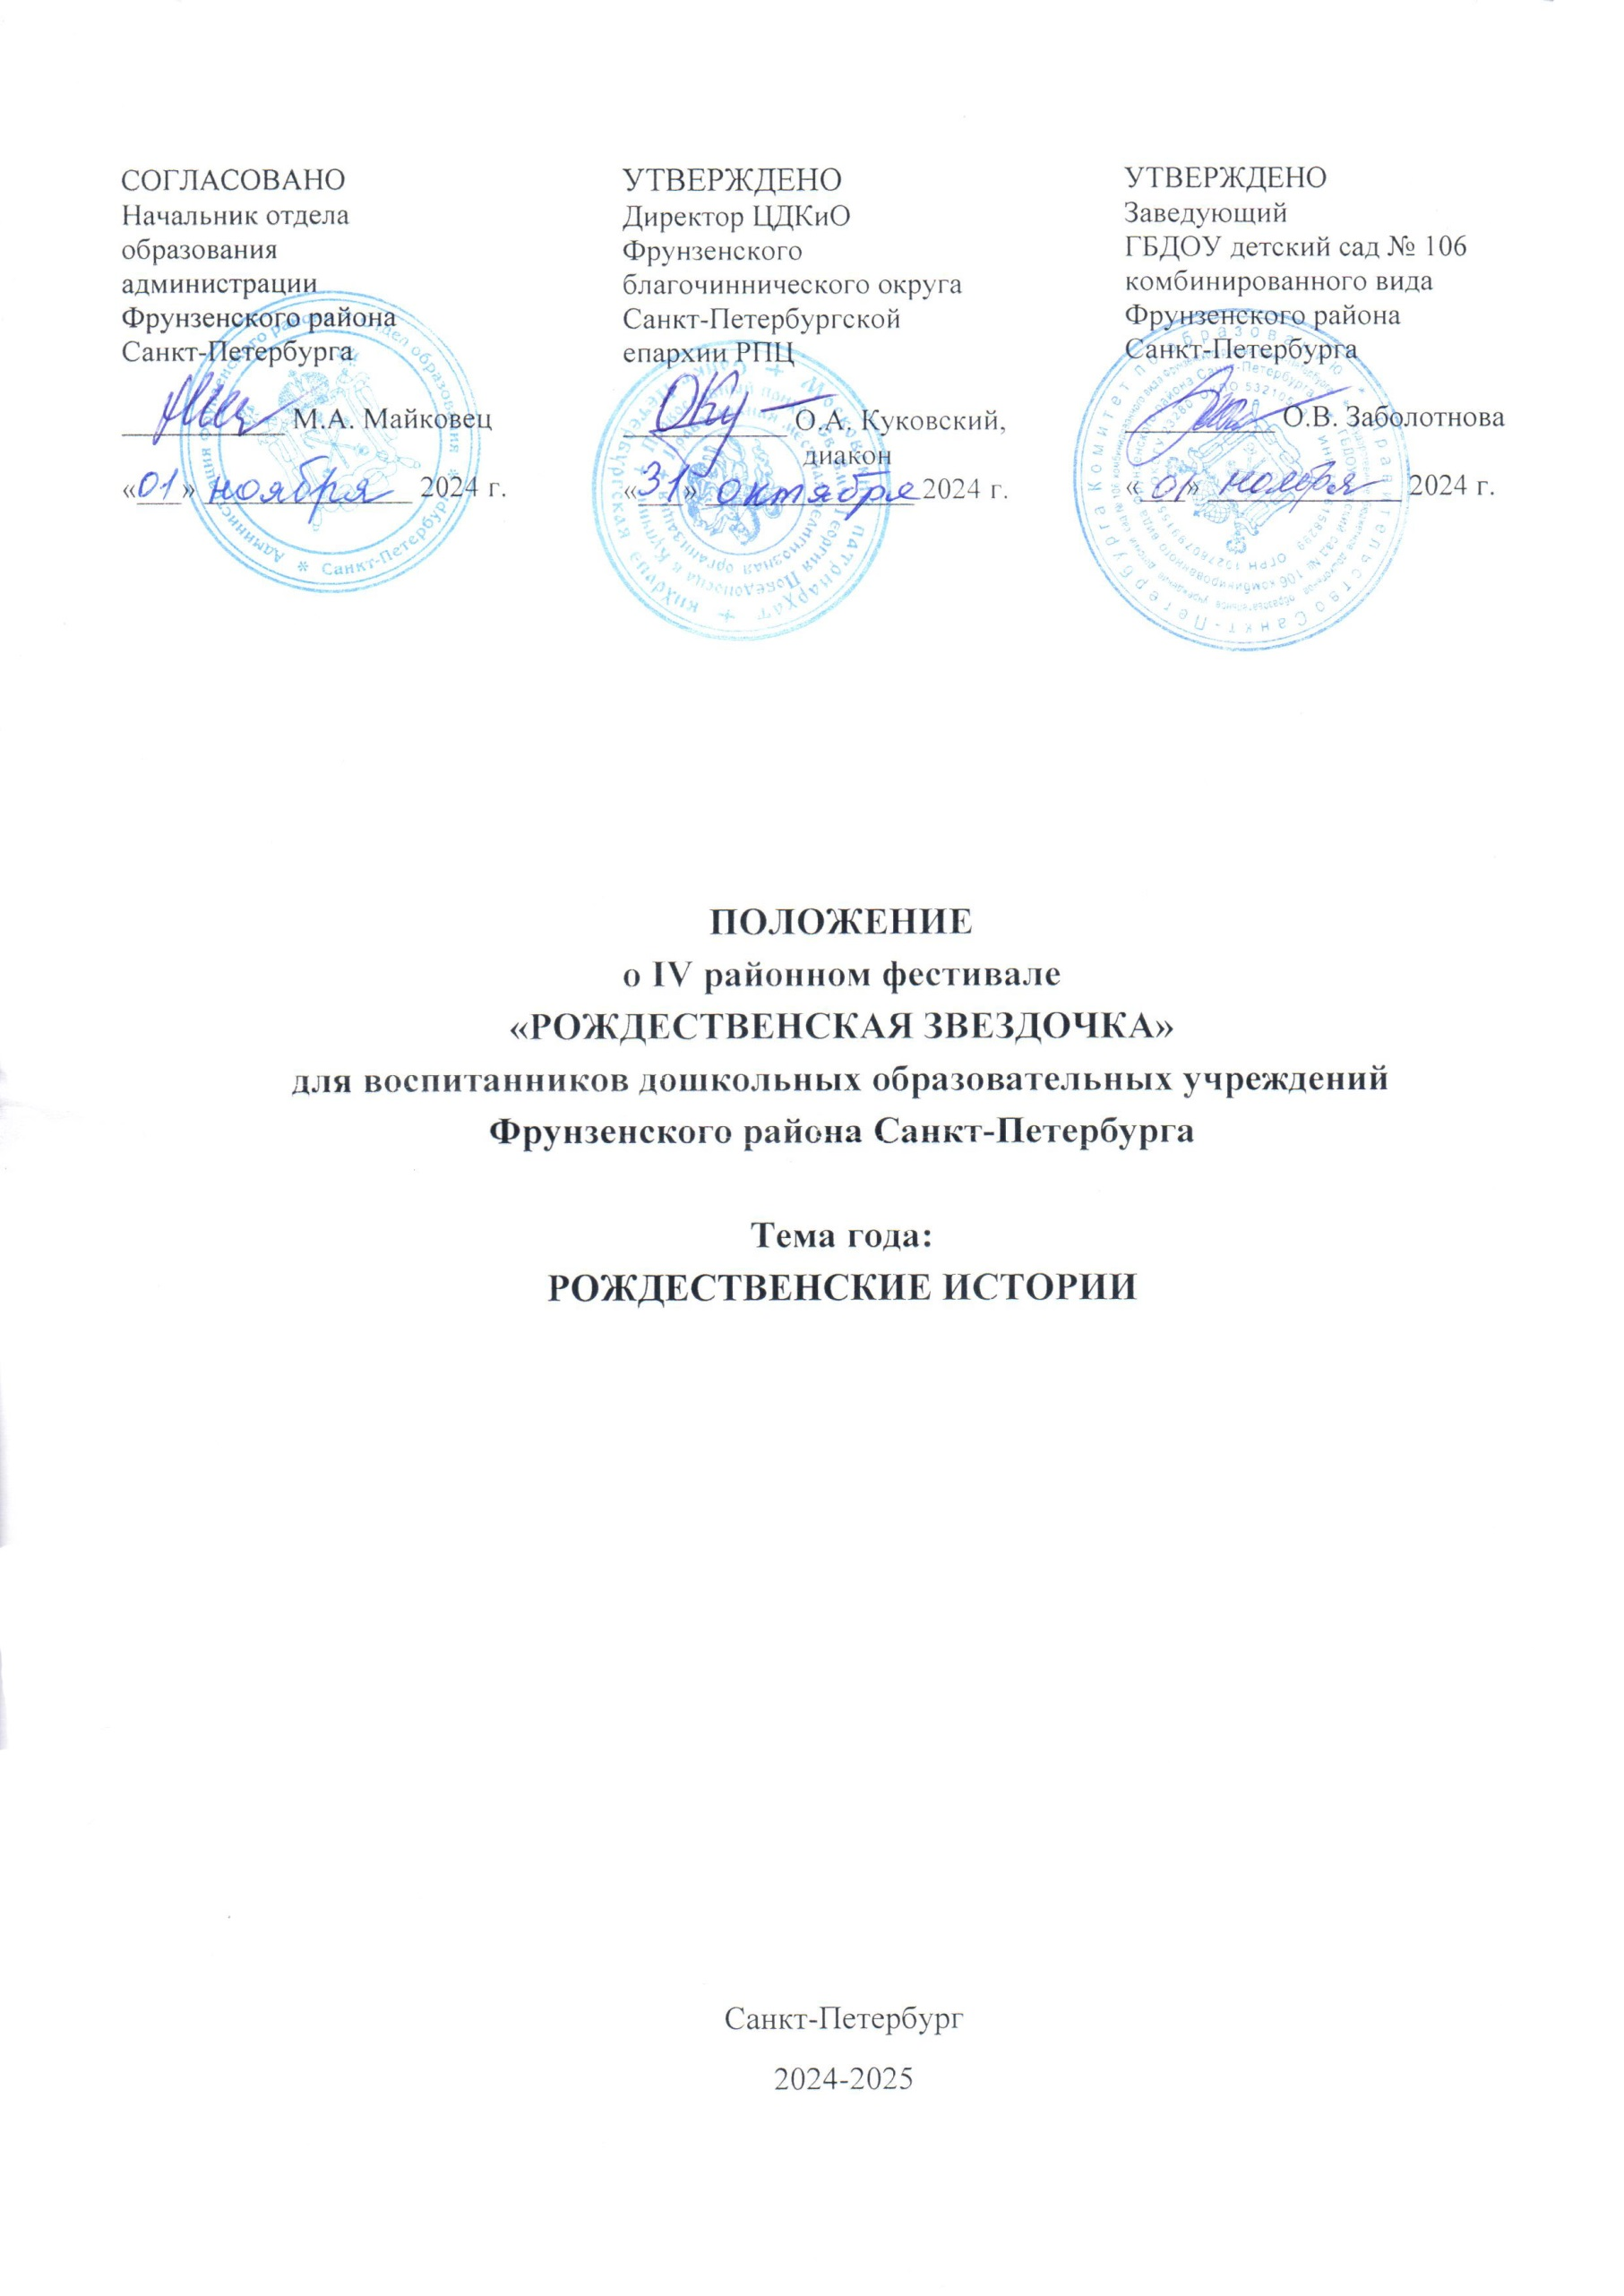 СОГЛАСОВАНО
Начальник отдела
образования
администрации
Фрунзенского района
Санкт-Петербурга
____________ М.А. Майковец
«01» ноября 2024 г.
УТВЕРЖДЕНО
Директор ЦДКиО
Фрунзенского
благочиннического округа
Санкт-Петербургской
епархии РПЦ
____________ О.А. Куковский,
диакон
«31» октября 2024 г.
УТВЕРЖДЕНО
Заведующий
ГБДОУ детский сад № 106
комбинированного вида
Фрунзенского района
Санкт-Петербурга
___________ О.В. Заболотнова
«01» ноября 2024 г.
ПОЛОЖЕНИЕ
о IV районном фестивале
«РОЖДЕСТВЕНСКАЯ ЗВЕЗДОЧКА»
для воспитанников дошкольных образовательных учреждений
Фрунзенского района Санкт-Петербурга
Тема года:
РОЖДЕСТВЕНСКИЕ ИСТОРИИ
Санкт-Петербург
2024-2025